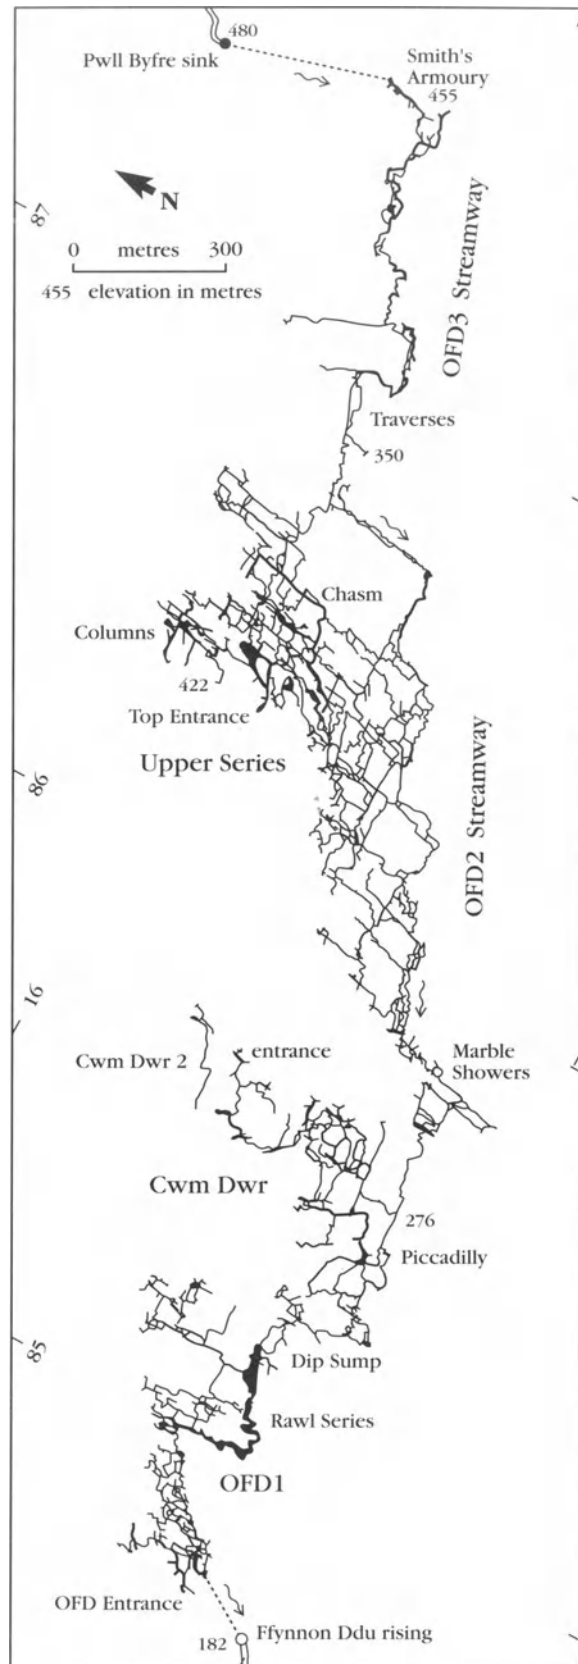 480
Pwll Byfre sink
Smith's
Armoury
455
N
87
0 metres 300
455 elevation in metres
OFD3 Streamway
Traverses
350
Chasm
Columns
422
Top Entrance
Upper Series
86
OFD2 Streamway
16
Cwm Dwr 2
entrance
Marble
Showers
Cwm Dwr
276
Piccadilly
85
Dip Sump
Rawl Series
OFD1
OFD Entrance
182
Ffynnon Ddu rising